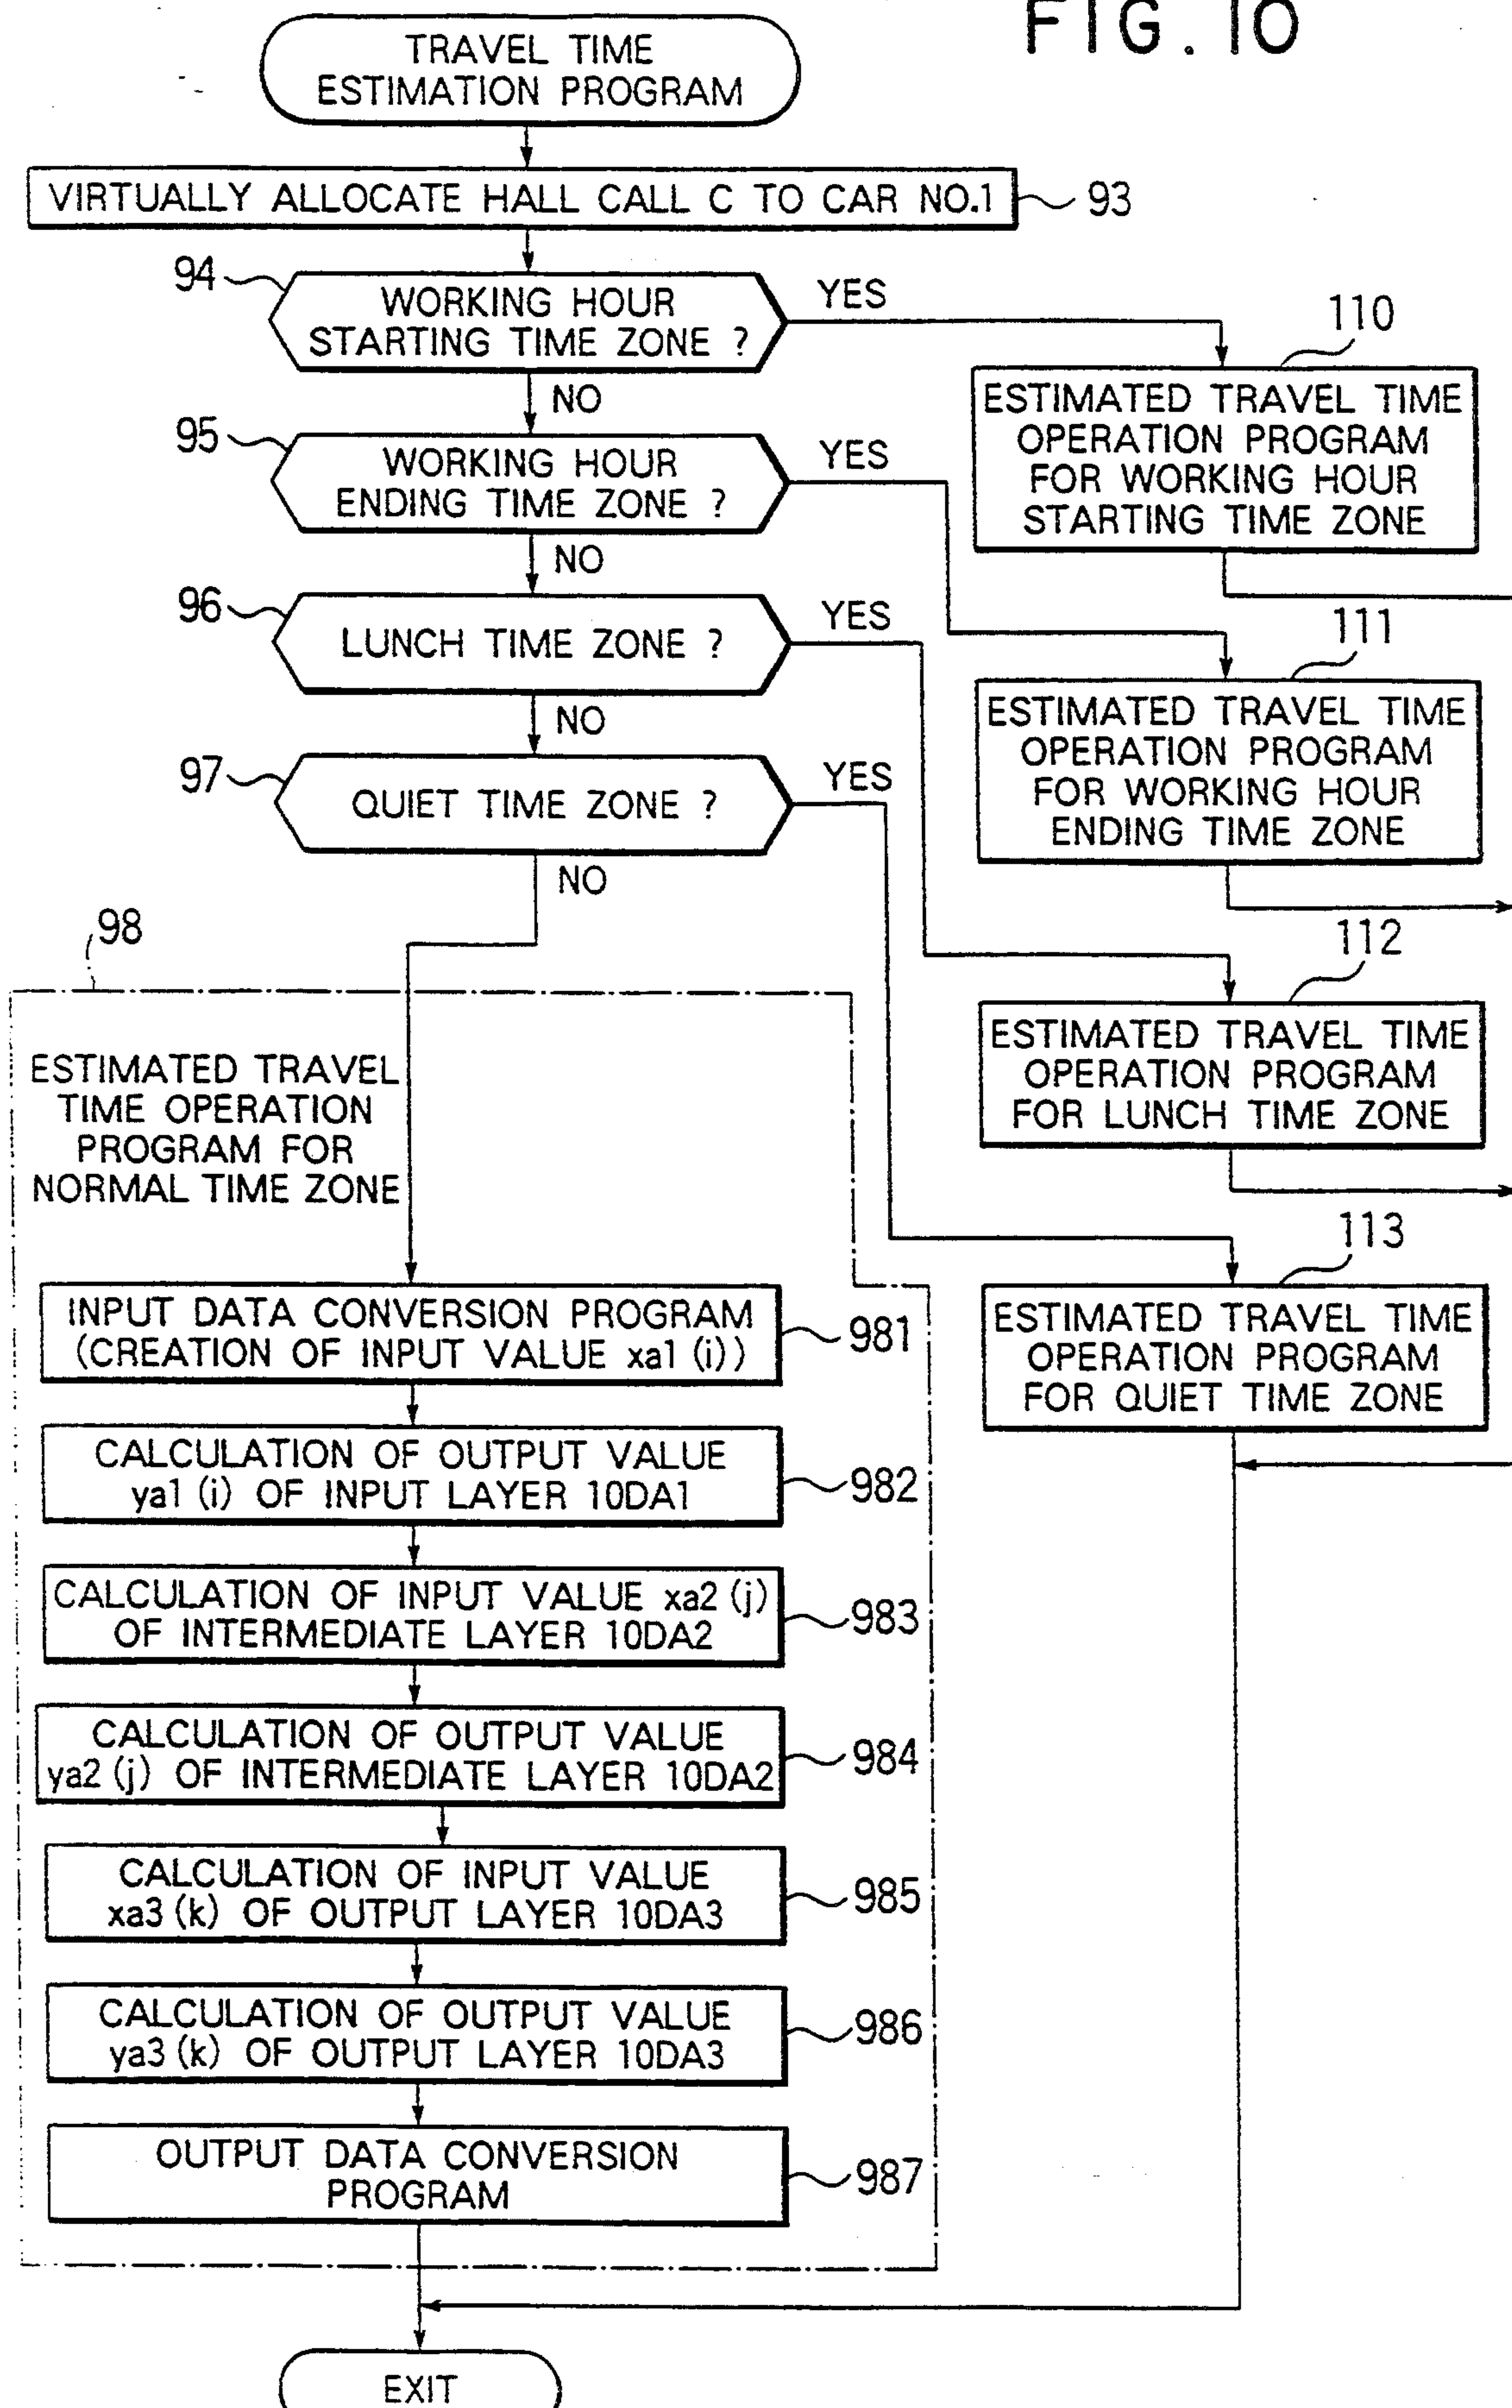 FIG. 10
TRAVEL TIME
ESTIMATION PROGRAM
VIRTUALLY ALLOCATE HALL CALL C TO CAR NO.1
93
94
WORKING HOUR
STARTING TIME ZONE ?
YES
NO
110
ESTIMATED TRAVEL TIME
OPERATION PROGRAM
FOR WORKING HOUR
STARTING TIME ZONE
95
WORKING HOUR
ENDING TIME ZONE ?
YES
NO
111
ESTIMATED TRAVEL TIME
OPERATION PROGRAM
FOR WORKING HOUR
ENDING TIME ZONE
96
LUNCH TIME ZONE ?
YES
NO
112
ESTIMATED TRAVEL TIME
OPERATION PROGRAM
FOR LUNCH TIME ZONE
97
QUIET TIME ZONE ?
YES
NO
113
ESTIMATED TRAVEL TIME
OPERATION PROGRAM
FOR QUIET TIME ZONE
98
ESTIMATED TRAVEL
TIME OPERATION
PROGRAM FOR
NORMAL TIME ZONE
INPUT DATA CONVERSION PROGRAM
(CREATION OF INPUT VALUE xa1 (i))
981
CALCULATION OF OUTPUT VALUE
ya1 (i) OF INPUT LAYER 10DA1
982
CALCULATION OF INPUT VALUE xa2 (j)
OF INTERMEDIATE LAYER 10DA2
983
CALCULATION OF OUTPUT VALUE
ya2 (j) OF INTERMEDIATE LAYER 10DA2
984
CALCULATION OF INPUT VALUE
xa3 (k) OF OUTPUT LAYER 10DA3
985
CALCULATION OF OUTPUT VALUE
ya3 (k) OF OUTPUT LAYER 10DA3
986
OUTPUT DATA CONVERSION
PROGRAM
987
EXIT